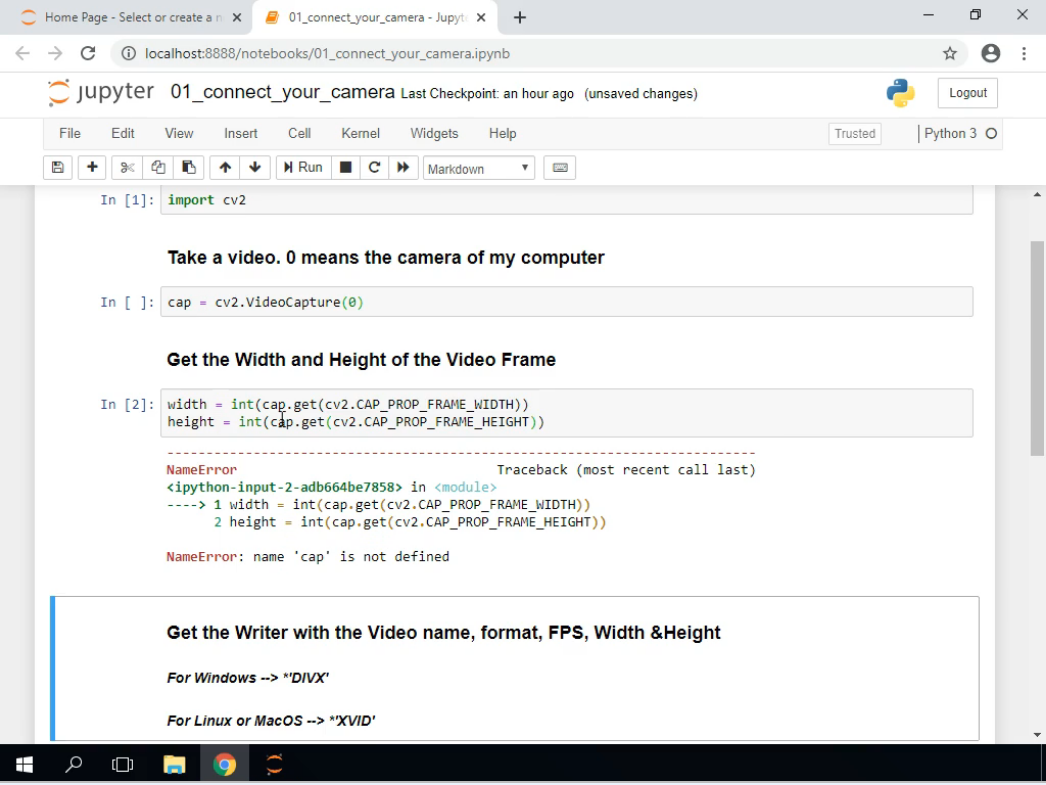 Home Page - Select or create a n
01_connect_your_camera - Jupyt
localhost:8888/notebooks/01_connect_your_camera.ipynb
jupyter 01_connect_your_camera Last Checkpoint: an hour ago (unsaved changes)
Logout
File Edit View Insert Cell Kernel Widgets Help
Trusted
Python 3
Run
Markdown
In [1]: import cv2
Take a video. 0 means the camera of my computer
In [ ]: cap = cv2.VideoCapture(0)
Get the Width and Height of the Video Frame
In [2]: width = int(cap.get(cv2.CAP_PROP_FRAME_WIDTH))
height = int(cap.get(cv2.CAP_PROP_FRAME_HEIGHT))
---------------------------------------------------------------------------
NameError Traceback (most recent call last)
<ipython-input-2-adb664be7858> in <module>
----> 1 width = int(cap.get(cv2.CAP_PROP_FRAME_WIDTH))
2 height = int(cap.get(cv2.CAP_PROP_FRAME_HEIGHT))
NameError: name 'cap' is not defined
Get the Writer with the Video name, format, FPS, Width &Height
For Windows --> *'DIVX'
For Linux or MacOS --> *'XVID'